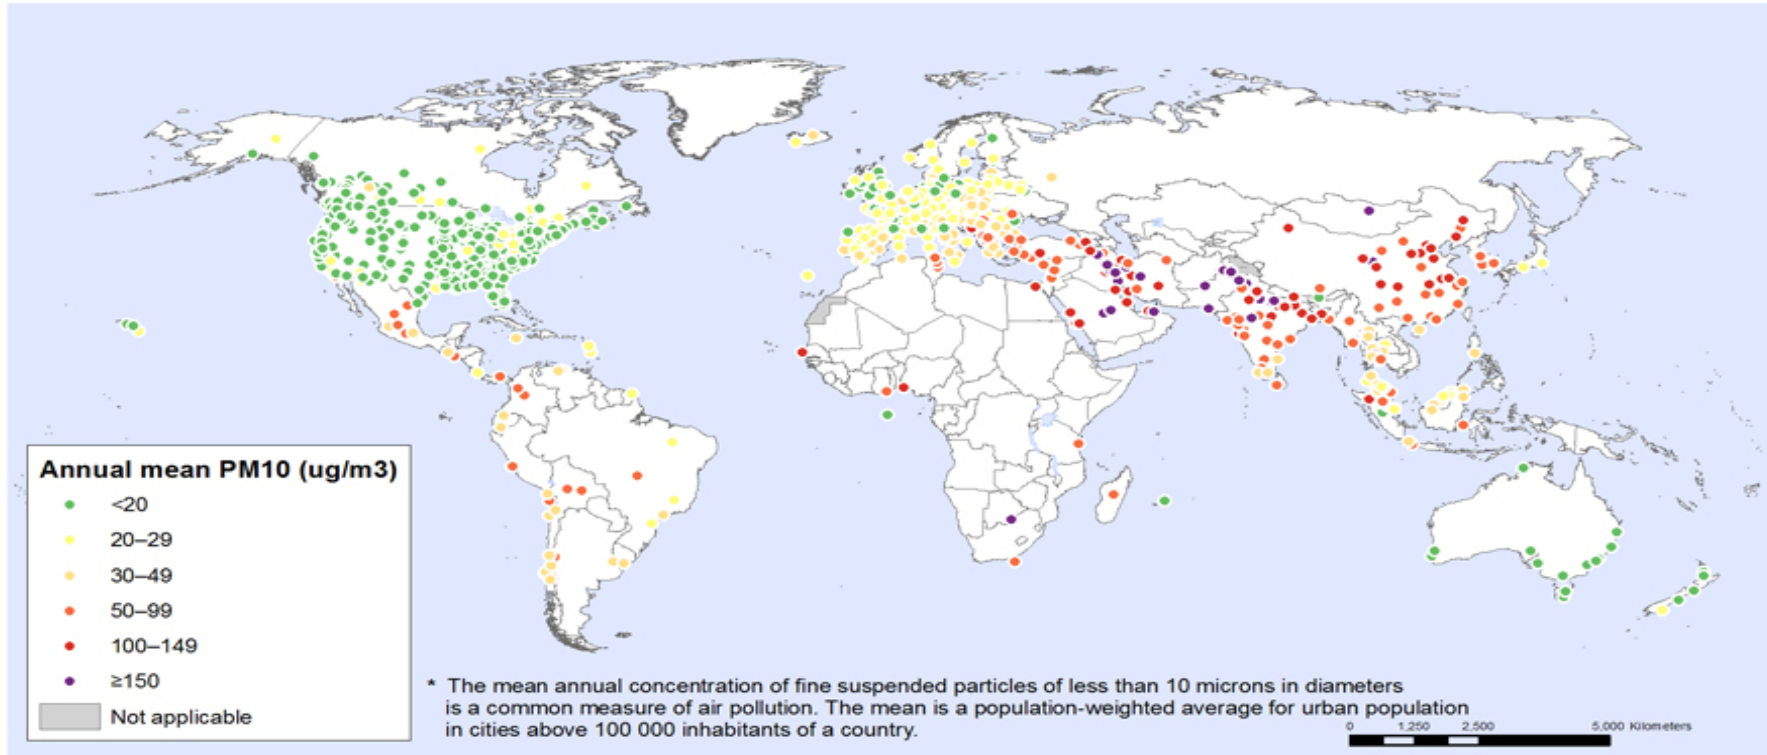 Annual mean PM10 (ug/m3)
<20
20–29
30–49
50–99
100–149
≥150
Not applicable
* The mean annual concentration of fine suspended particles of less than 10 microns in diameters
is a common measure of air pollution. The mean is a population-weighted average for urban population
in cities above 100 000 inhabitants of a country.
0 1,250 2,500 5,000 Kilometers